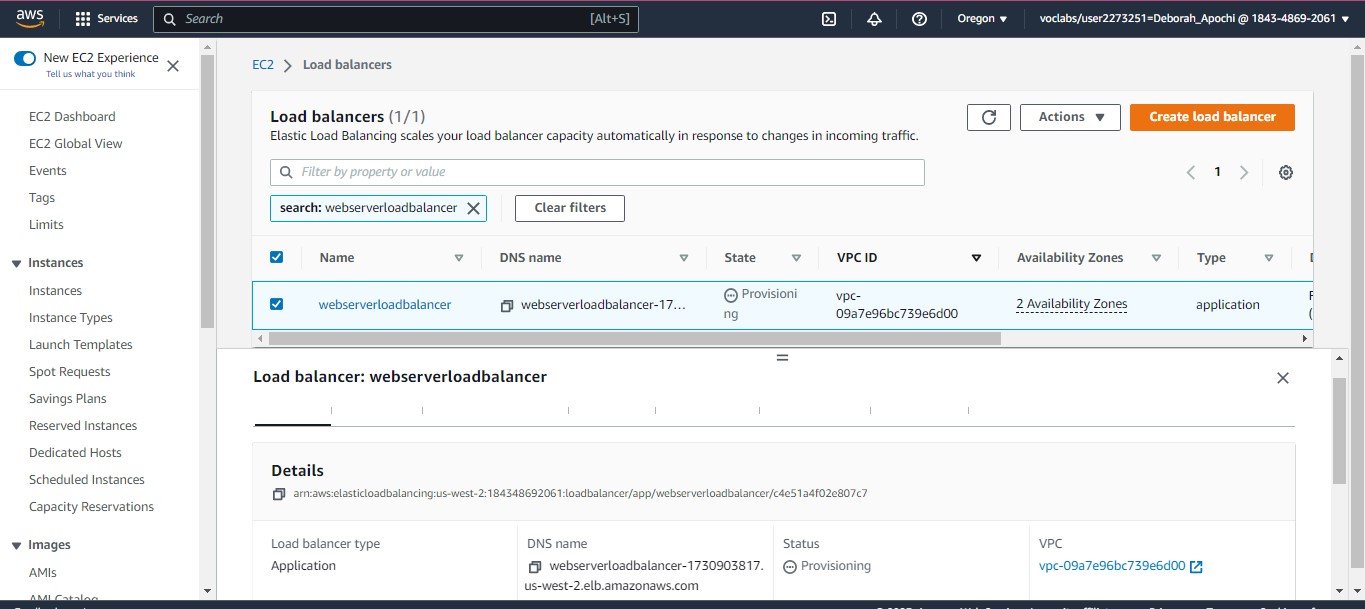 aws
Services
Search
[Alt+S]
Oregon
voclabs/user2273251=Deborah_Apochi @ 1843-4869-2061
New EC2 Experience
Tell us what you think
EC2 Dashboard
EC2 Global View
Events
Tags
Limits
Instances
Instances
Instance Types
Launch Templates
Spot Requests
Savings Plans
Reserved Instances
Dedicated Hosts
Scheduled Instances
Capacity Reservations
Images
AMIs
AMI Catalog
EC2
Load balancers
Load balancers (1/1)
Elastic Load Balancing scales your load balancer capacity automatically in response to changes in incoming traffic.
Actions
Create load balancer
Filter by property or value
1
search: webserverloadbalancer
Clear filters
Name
DNS name
State
VPC ID
Availability Zones
Type
webserverloadbalancer
webserverloadbalancer-17...
Provisioni
ng
vpc-
09a7e96bc739e6d00
2 Availability Zones
application
Load balancer: webserverloadbalancer
Details
arn:aws:elasticloadbalancing:us-west-2:184348692061:loadbalancer/app/webserverloadbalancer/c4e51a4f02e807c7
Load balancer type
Application
DNS name
webserverloadbalancer-1730903817.
us-west-2.elb.amazonaws.com
Status
Provisioning
VPC
vpc-09a7e96bc739e6d00